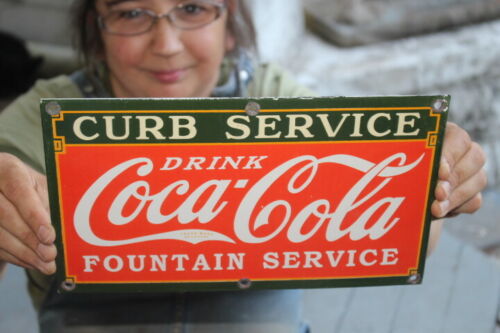 CURB SERVICE
DRINK
Coca-Cola
FOUNTAIN SERVICE